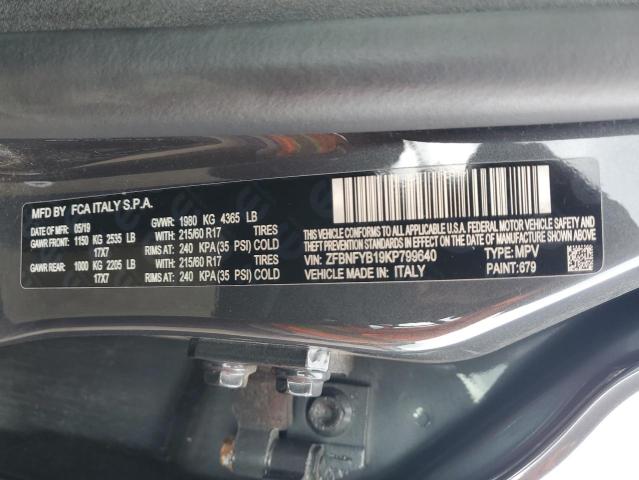 MFD BY FCA ITALY S.P.A.
DATE OF MFR: 05/19 GVWR: 1980 KG 4365 LB
GAWR FRONT: 1150 KG 2535 LB WITH: 215/60 R17 TIRES
17X7 RIMS AT: 240 KPA (35 PSI) COLD
GAWR REAR: 1000 KG 2205 LB WITH: 215/60 R17 TIRES
17X7 RIMS AT: 240 KPA (35 PSI) COLD
THIS VEHICLE CONFORMS TO ALL APPLICABLE
U.S.A. FEDERAL MOTOR VEHICLE SAFETY AND
THEFT PREVENTION STANDARDS IN EFFECT ON
THE DATE OF MANUFACTURE SHOWN ABOVE.
VIN: ZFBNFYB19KP799640 TYPE: MPV
VEHICLE MADE IN: ITALY PAINT: 679